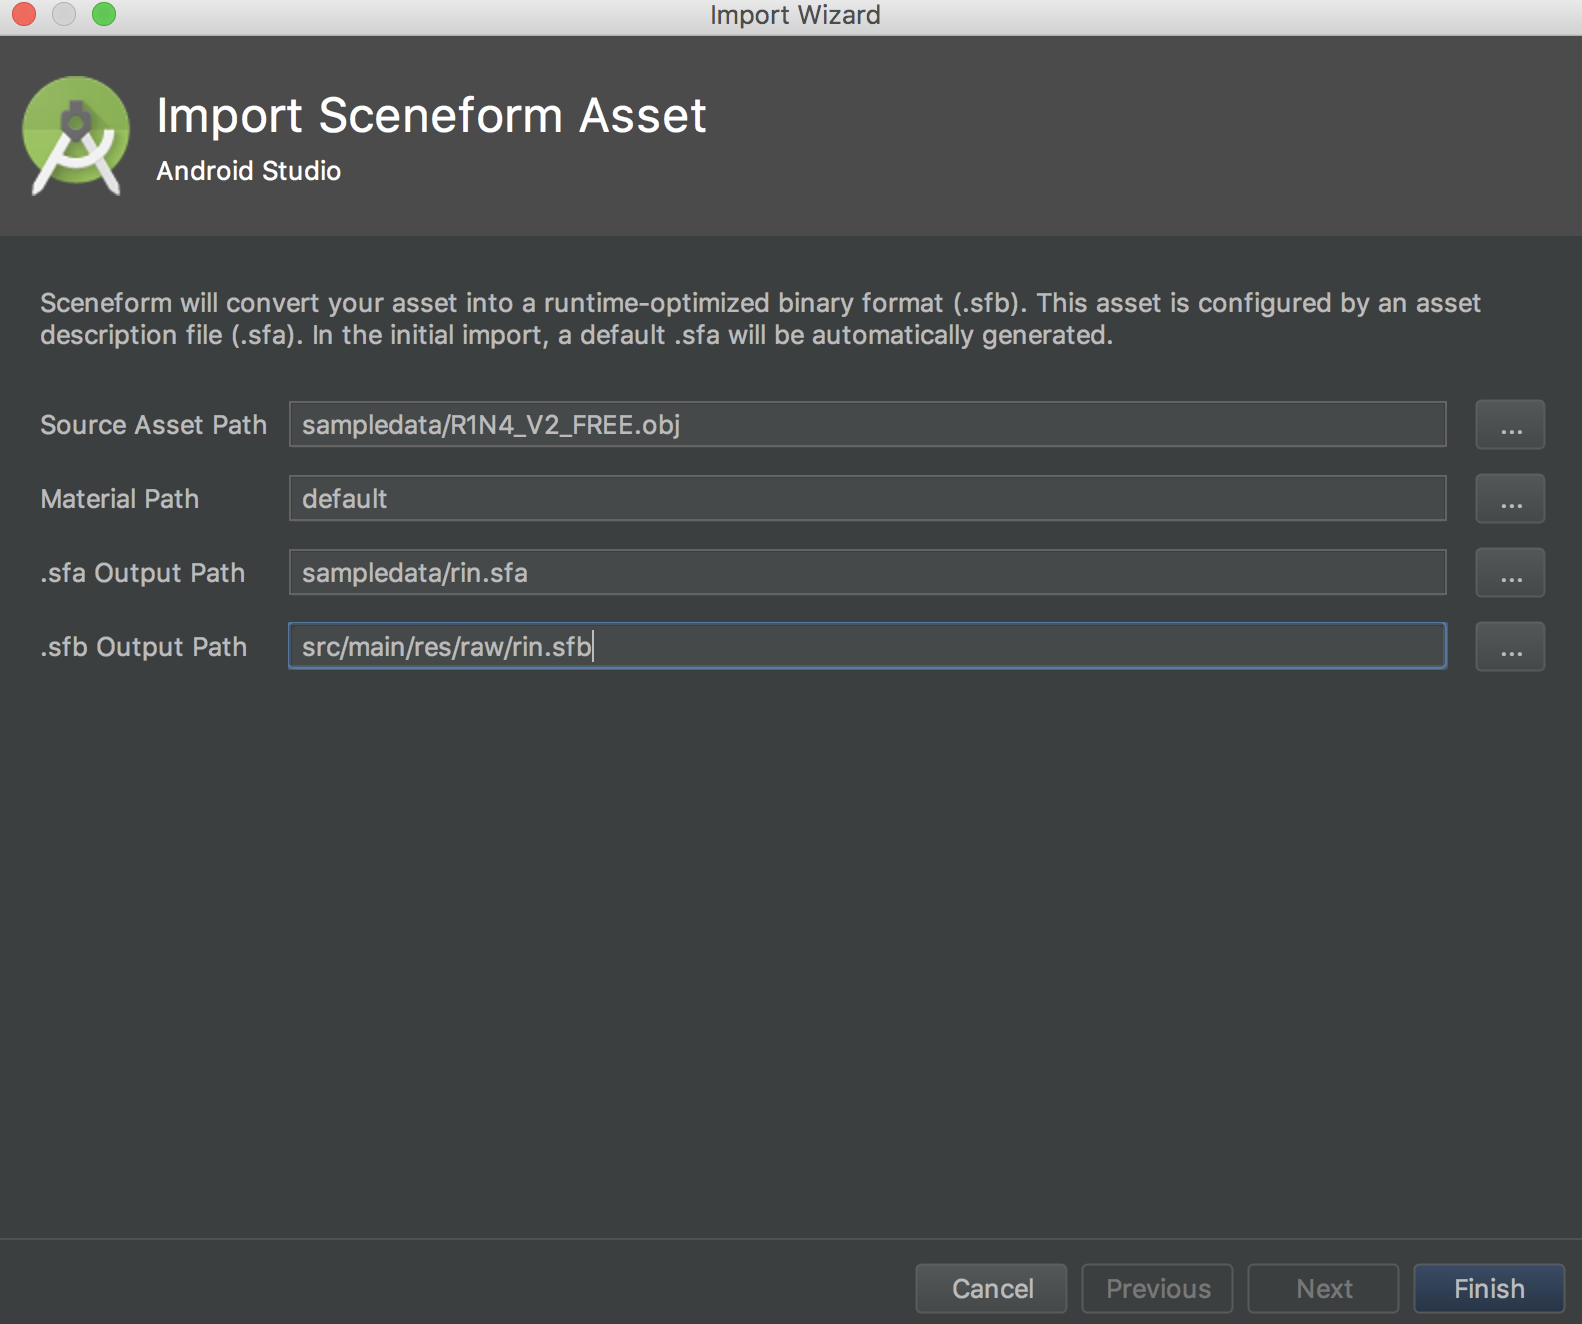 Import Wizard
Import Sceneform Asset
Android Studio
Sceneform will convert your asset into a runtime-optimized binary format (.sfb). This asset is configured by an asset
description file (.sfa). In the initial import, a default .sfa will be automatically generated.
Source Asset Path sampledata/R1N4_V2_FREE.obj ...
Material Path default ...
.sfa Output Path sampledata/rin.sfa ...
.sfb Output Path src/main/res/raw/rin.sfb ...
Cancel Previous Next Finish